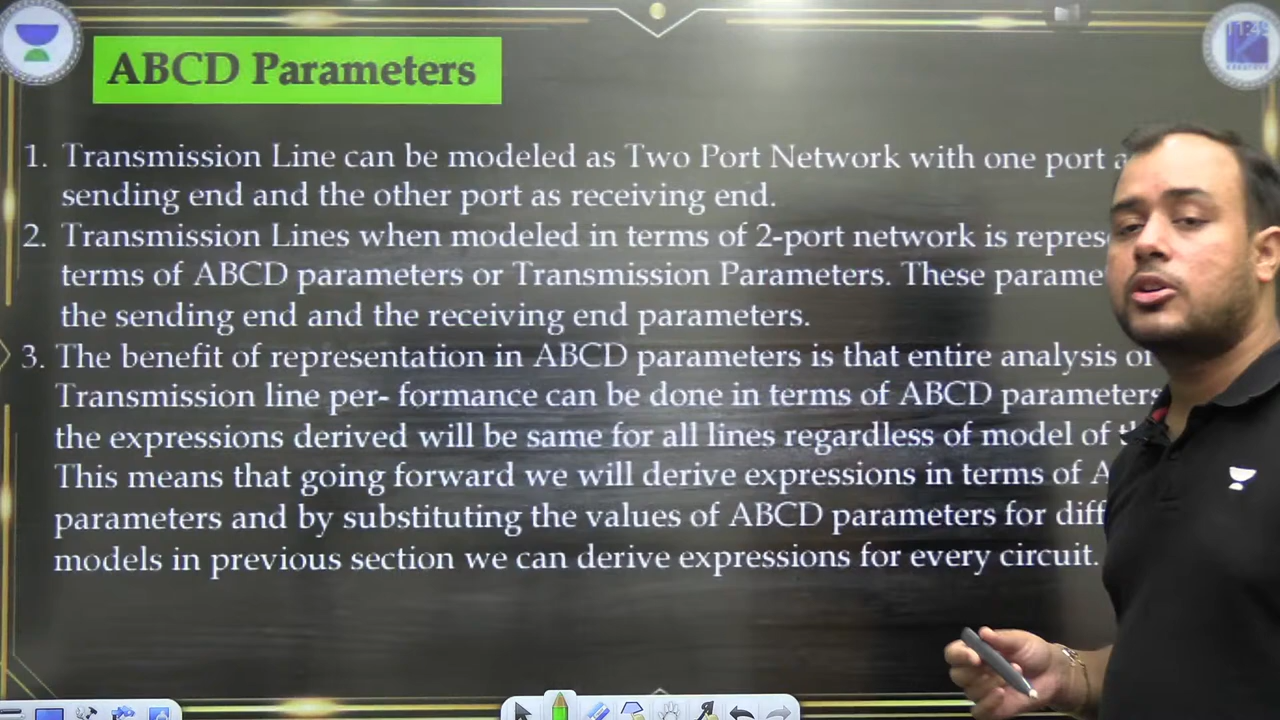 ABCD Parameters
1. Transmission Line can be modeled as Two Port Network with one port
sending end and the other port as receiving end.
2. Transmission Lines when modeled in terms of 2-port network is
terms of ABCD parameters or Transmission Parameters. These
the sending end and the receiving end parameters.
3. The benefit of representation in ABCD parameters is that entire analysis
Transmission line per- formance can be done in terms of ABCD parameters
the expressions derived will be same for all lines regardless of model of
This means that going forward we will derive expressions in terms of
parameters and by substituting the values of ABCD parameters for
models in previous section we can derive expressions for every circuit.